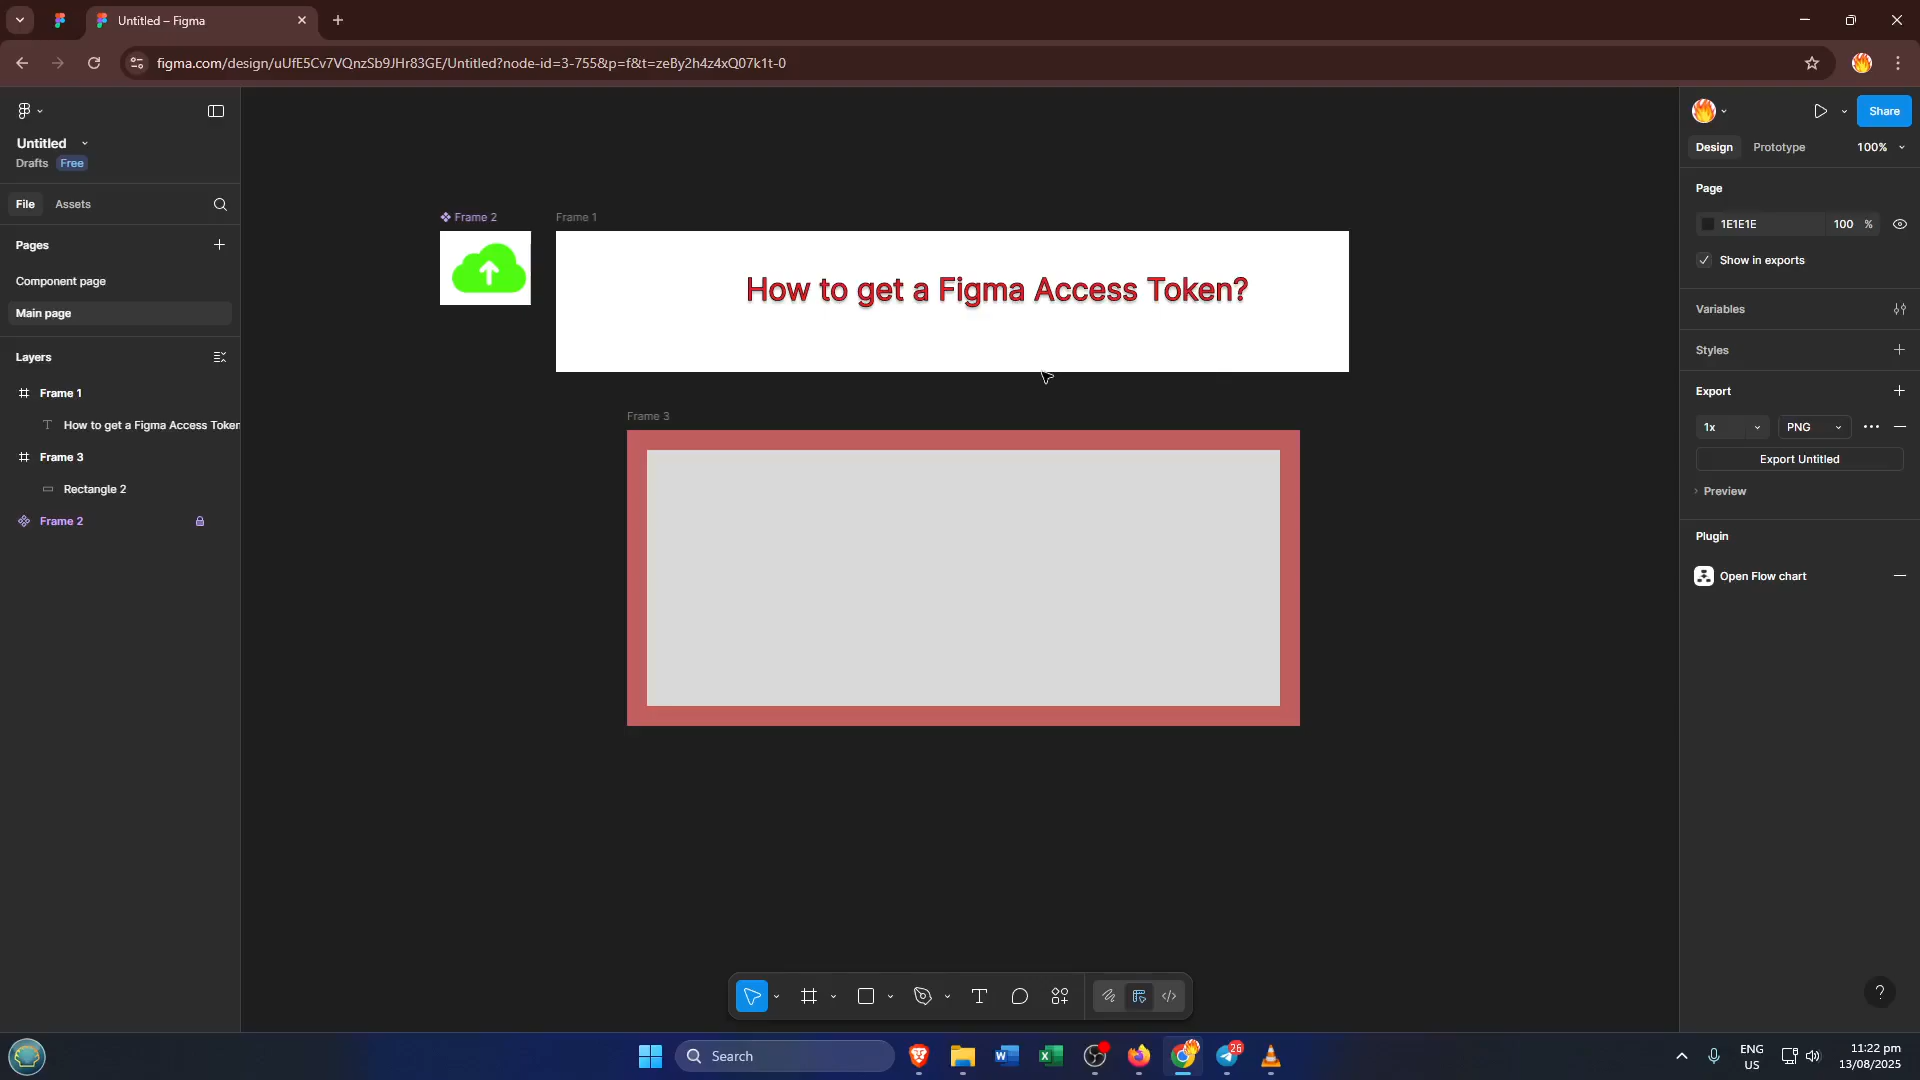 Untitled – Figma
figma.com/design/uUfE5Cv7VQnzSb9JHr83GE/Untitled?node-id=3-755&p=f&t=zeBy2h4z4xQ07k1t-0
Untitled
Drafts Free
File Assets
Pages
Component page
Main page
Layers
Frame 1
How to get a Figma Access Token
Frame 3
Rectangle 2
Frame 2
Frame 2
Frame 1
How to get a Figma Access Token?
Frame 3
Share
Design Prototype 100%
Page
1E1E1E 100 %
Show in exports
Variables
Styles
Export
1x PNG
Export Untitled
Preview
Plugin
Open Flow chart
?
Search
26
ENG
US
11:22 pm
13/08/2025